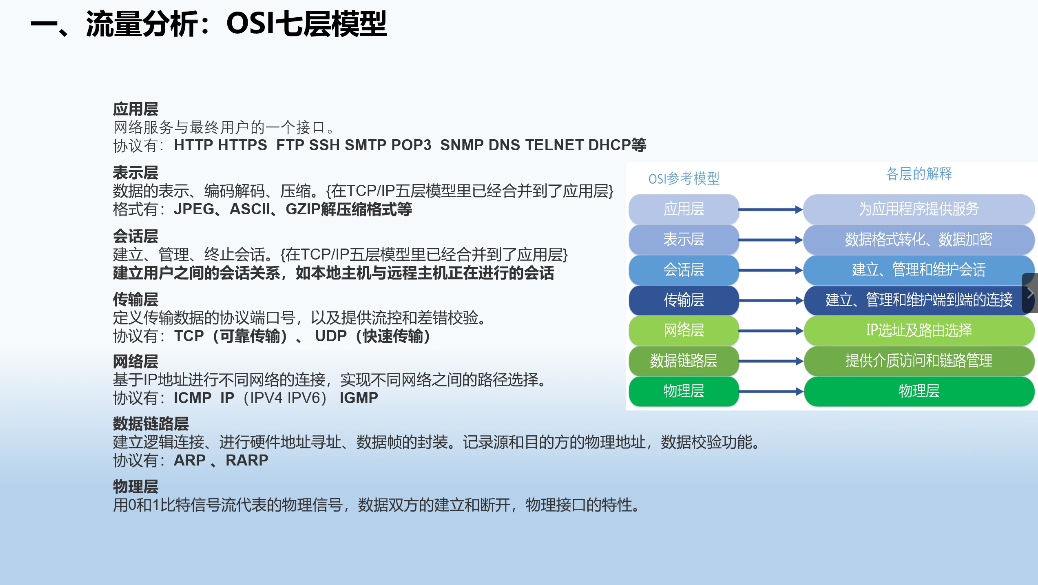 一、流量分析：OSI七层模型
应用层
网络服务与最终用户的一个接口。
协议有：HTTP HTTPS FTP SSH SMTP POP3 SNMP DNS TELNET DHCP等
表示层
数据的表示、编码解码、压缩。{在TCP/IP五层模型里已经合并到了应用层}
格式有：JPEG、ASCII、GZIP解压缩格式等
会话层
建立、管理、终止会话。{在TCP/IP五层模型里已经合并到了应用层}
建立用户之间的会话关系，如本地主机与远程主机正在进行的会话
传输层
定义传输数据的协议端口号，以及提供流控和差错校验。
协议有：TCP（可靠传输）、 UDP（快速传输）
网络层
基于IP地址进行不同网络的连接，实现不同网络之间的路径选择。
协议有：ICMP IP（IPV4 IPV6） IGMP
数据链路层
建立逻辑连接、进行硬件地址寻址、数据帧的封装。记录源和目的方的物理地址，数据校验功能。
协议有：ARP 、RARP
物理层
用0和1比特信号流代表的物理信号，数据双方的建立和断开，物理接口的特性。
OSI参考模型 各层的解释
应用层 为应用程序提供服务
表示层 数据格式转化、数据加密
会话层 建立、管理和维护会话
传输层 建立、管理和维护端到端的连接
网络层 IP选址及路由选择
数据链路层 提供介质访问和链路管理
物理层 物理层